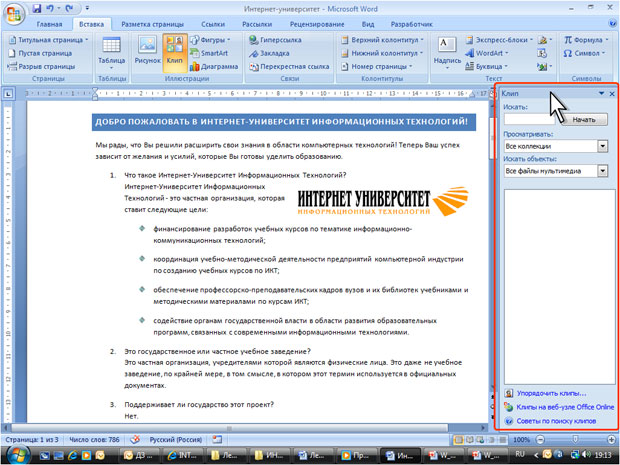 Интернет-университет - Microsoft Word
Главная Вставка Разметка страницы Ссылки Рассылки Рецензирование Вид Разработчик
Титульная страница
Пустая страница
Разрыв страницы
Страницы
Таблица
Таблицы
Рисунок
Клип
Фигуры
SmartArt
Диаграмма
Иллюстрации
Гиперссылка
Закладка
Перекрестная ссылка
Связи
Верхний колонтитул
Нижний колонтитул
Номер страницы
Колонтитулы
Надпись
Экспресс-блоки
WordArt
Буквица
Текст
Формула
Символ
Символы
ДОБРО ПОЖАЛОВАТЬ В ИНТЕРНЕТ-УНИВЕРСИТЕТ ИНФОРМАЦИОННЫХ ТЕХНОЛОГИЙ!
Мы рады, что Вы решили расширить свои знания в области компьютерных технологий! Теперь Ваш успех
зависит от желания и усилий, которые Вы готовы уделить образованию.
1. Что такое Интернет-Университет Информационных Технологий?
Интернет-Университет Информационных
Технологий - это частная организация, которая
ставит следующие цели:
ИНТЕРНЕТ УНИВЕРСИТЕТ
ИНФОРМАЦИОННЫХ ТЕХНОЛОГИЙ
финансирование разработок учебных курсов по тематике информационно-
коммуникационных технологий;
координация учебно-методической деятельности предприятий компьютерной индустрии
по созданию учебных курсов по ИКТ;
обеспечение профессорско-преподавательских кадров вузов и их библиотек учебниками и
методическими материалами по курсам ИКТ;
содействие органам государственной власти в области развития образовательных
программ, связанных с современными информационными технологиями.
2. Это государственное или частное учебное заведение?
Это частная организация, учредителями которой являются физические лица. Это даже не учебное
заведение, по крайней мере, в том смысле, в котором этот термин используется в официальных
документах.
3. Поддерживает ли государство этот проект?
Нет.
Клип
Искать:
Начать
Просматривать:
Все коллекции
Искать объекты:
Все файлы мультимедиа
Упорядочить клипы...
Клипы на веб-узле Office Online
Советы по поиску клипов
Страница: 1 из 3 Число слов: 786 Русский (Россия) 100%
ДЗ INT... Ле... ИН... Ле... Пр... Ин... W_... W_... RU 19:13